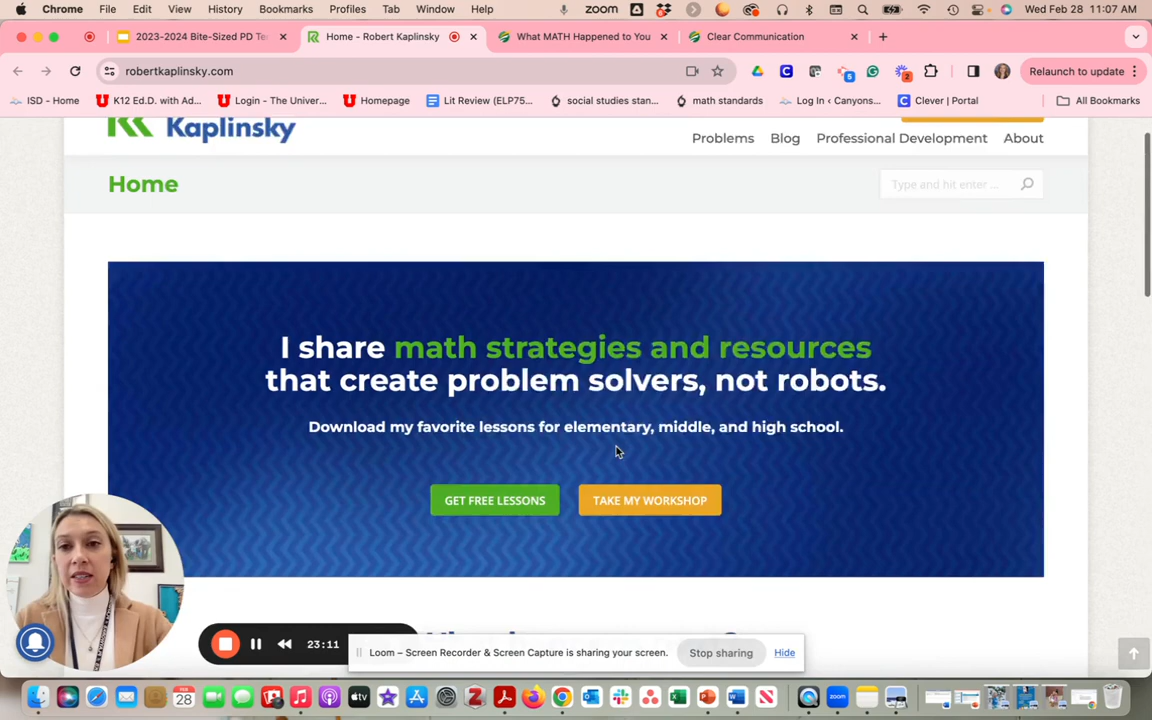 Chrome File Edit View History Bookmarks Profiles Tab Window Help zoom Wed Feb 28 11:07 AM
2023-2024 Bite-Sized PD Te Home - Robert Kaplinsky What MATH Happened to You Clear Communication
robertkaplinsky.com Relaunch to update
ISD - Home K12 Ed.D. with Ad... Login - The Univer... Homepage Lit Review (ELP75... social studies stan... math standards Log In ‹ Canyons... Clever | Portal All Bookmarks
Kaplinsky
Problems Blog Professional Development About
Home Type and hit enter ...
I share math strategies and resources
that create problem solvers, not robots.
Download my favorite lessons for elementary, middle, and high school.
GET FREE LESSONS TAKE MY WORKSHOP
23:11 Loom – Screen Recorder & Screen Capture is sharing your screen. Stop sharing Hide